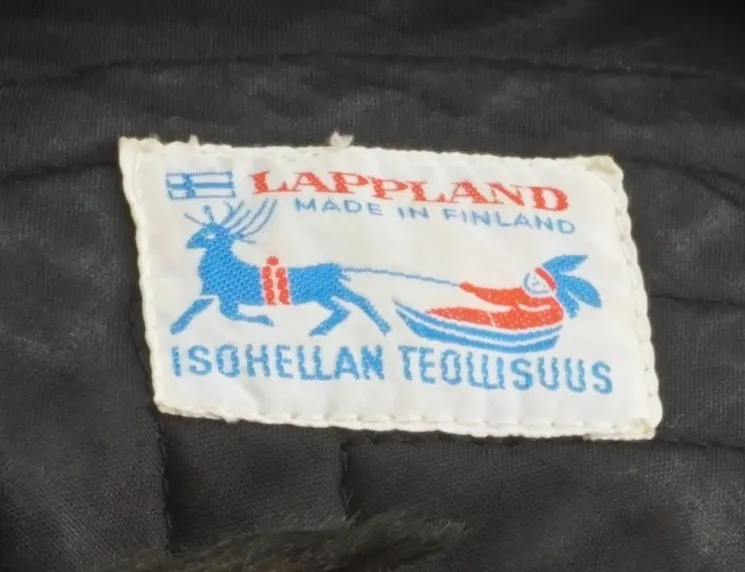 LAPPLAND
MADE IN FINLAND
ISOHELLAN TEOLLISUUS